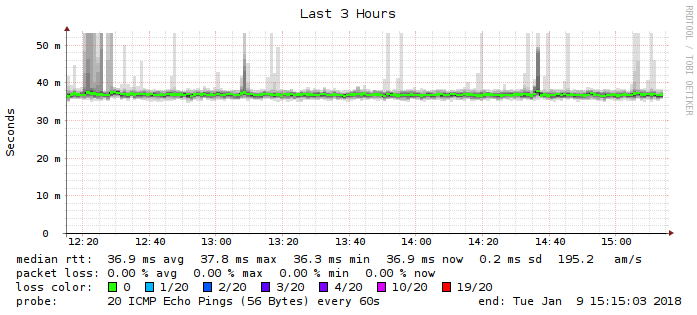 Last 3 Hours
RRDTOOL / TOBI OETIKER
Seconds
50 m
40 m
30 m
20 m
10 m
0
12:20 12:40 13:00 13:20 13:40 14:00 14:20 14:40 15:00
median rtt: 36.9 ms avg 37.8 ms max 36.3 ms min 36.9 ms now 0.2 ms sd 195.2 am/s
packet loss: 0.00 % avg 0.00 % max 0.00 % min 0.00 % now
loss color: 0 1/20 2/20 3/20 4/20 10/20 19/20
probe: 20 ICMP Echo Pings (56 Bytes) every 60s end: Tue Jan 9 15:15:03 2018